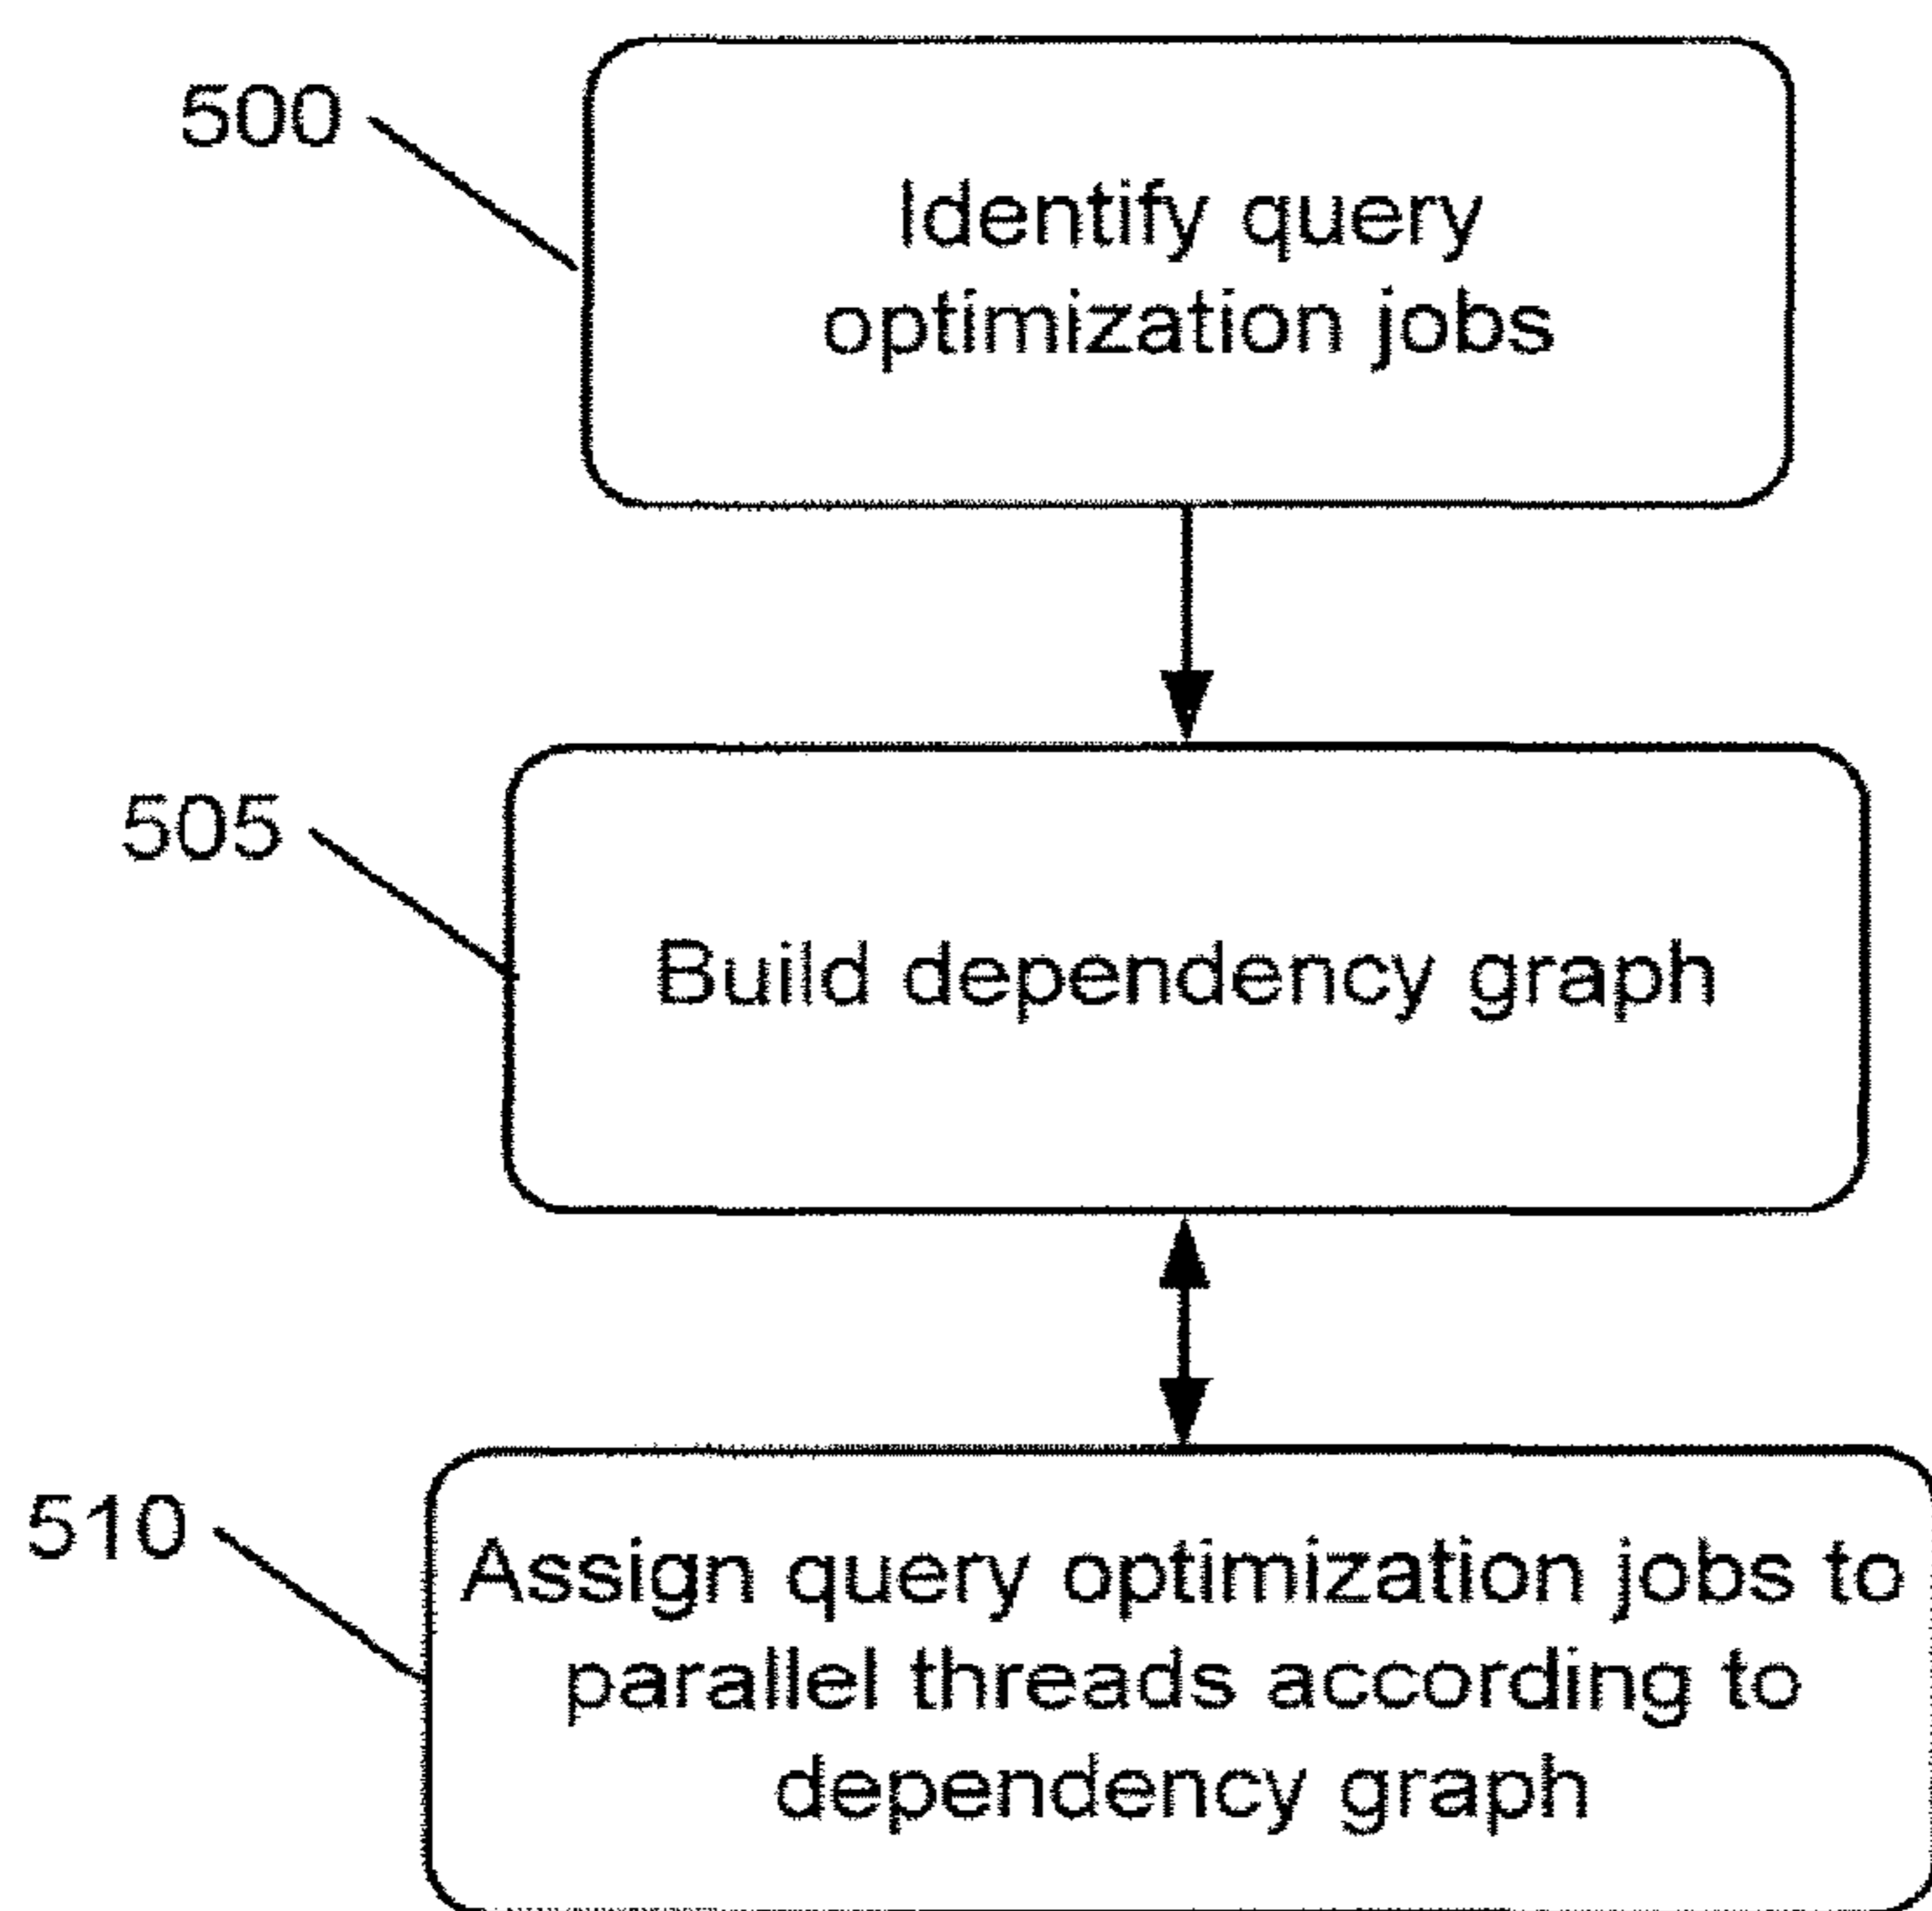 500
Identify query
optimization jobs
505
Build dependency graph
510
Assign query optimization jobs to
parallel threads according to
dependency graph